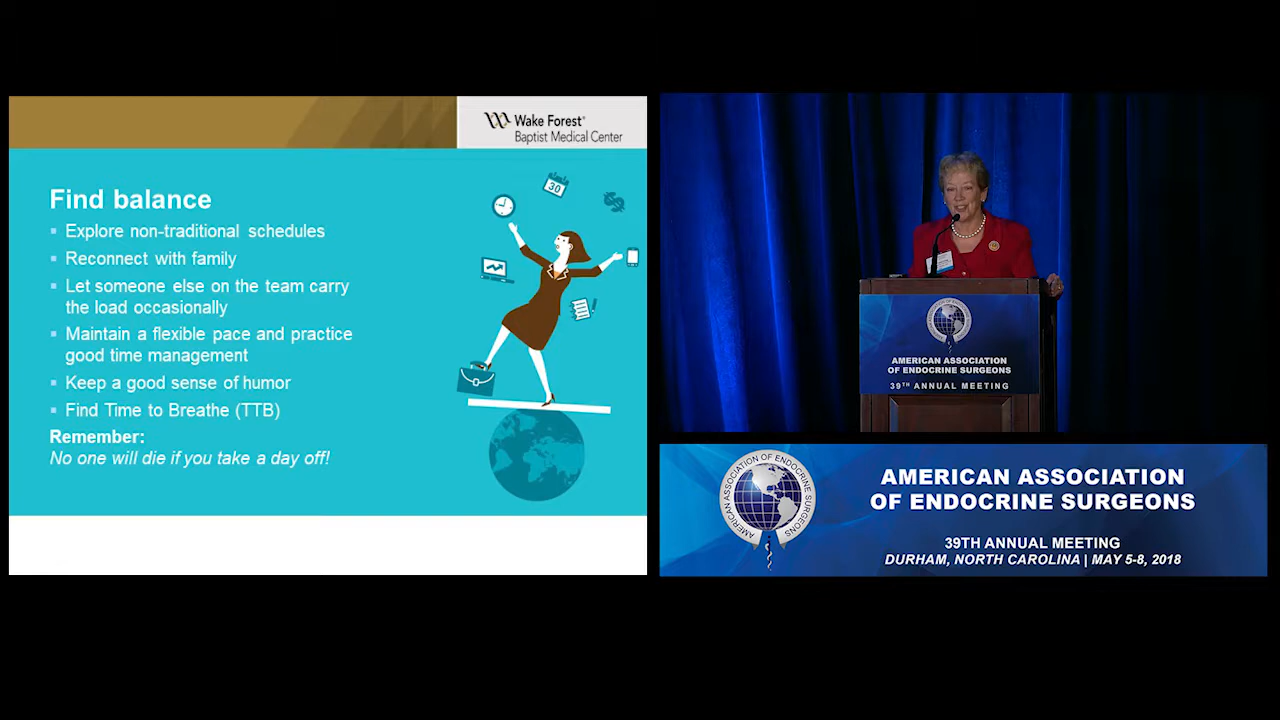 Wake Forest®
Baptist Medical Center
Find balance
Explore non-traditional schedules
Reconnect with family
Let someone else on the team carry
the load occasionally
Maintain a flexible pace and practice
good time management
Keep a good sense of humor
Find Time to Breathe (TTB)
Remember:
No one will die if you take a day off!
30
$
AMERICAN ASSOCIATION
OF ENDOCRINE SURGEONS
39TH ANNUAL MEETING
AMERICAN ASSOCIATION OF ENDOCRINE SURGEONS
AMERICAN ASSOCIATION
OF ENDOCRINE SURGEONS
39TH ANNUAL MEETING
DURHAM, NORTH CAROLINA | MAY 5-8, 2018